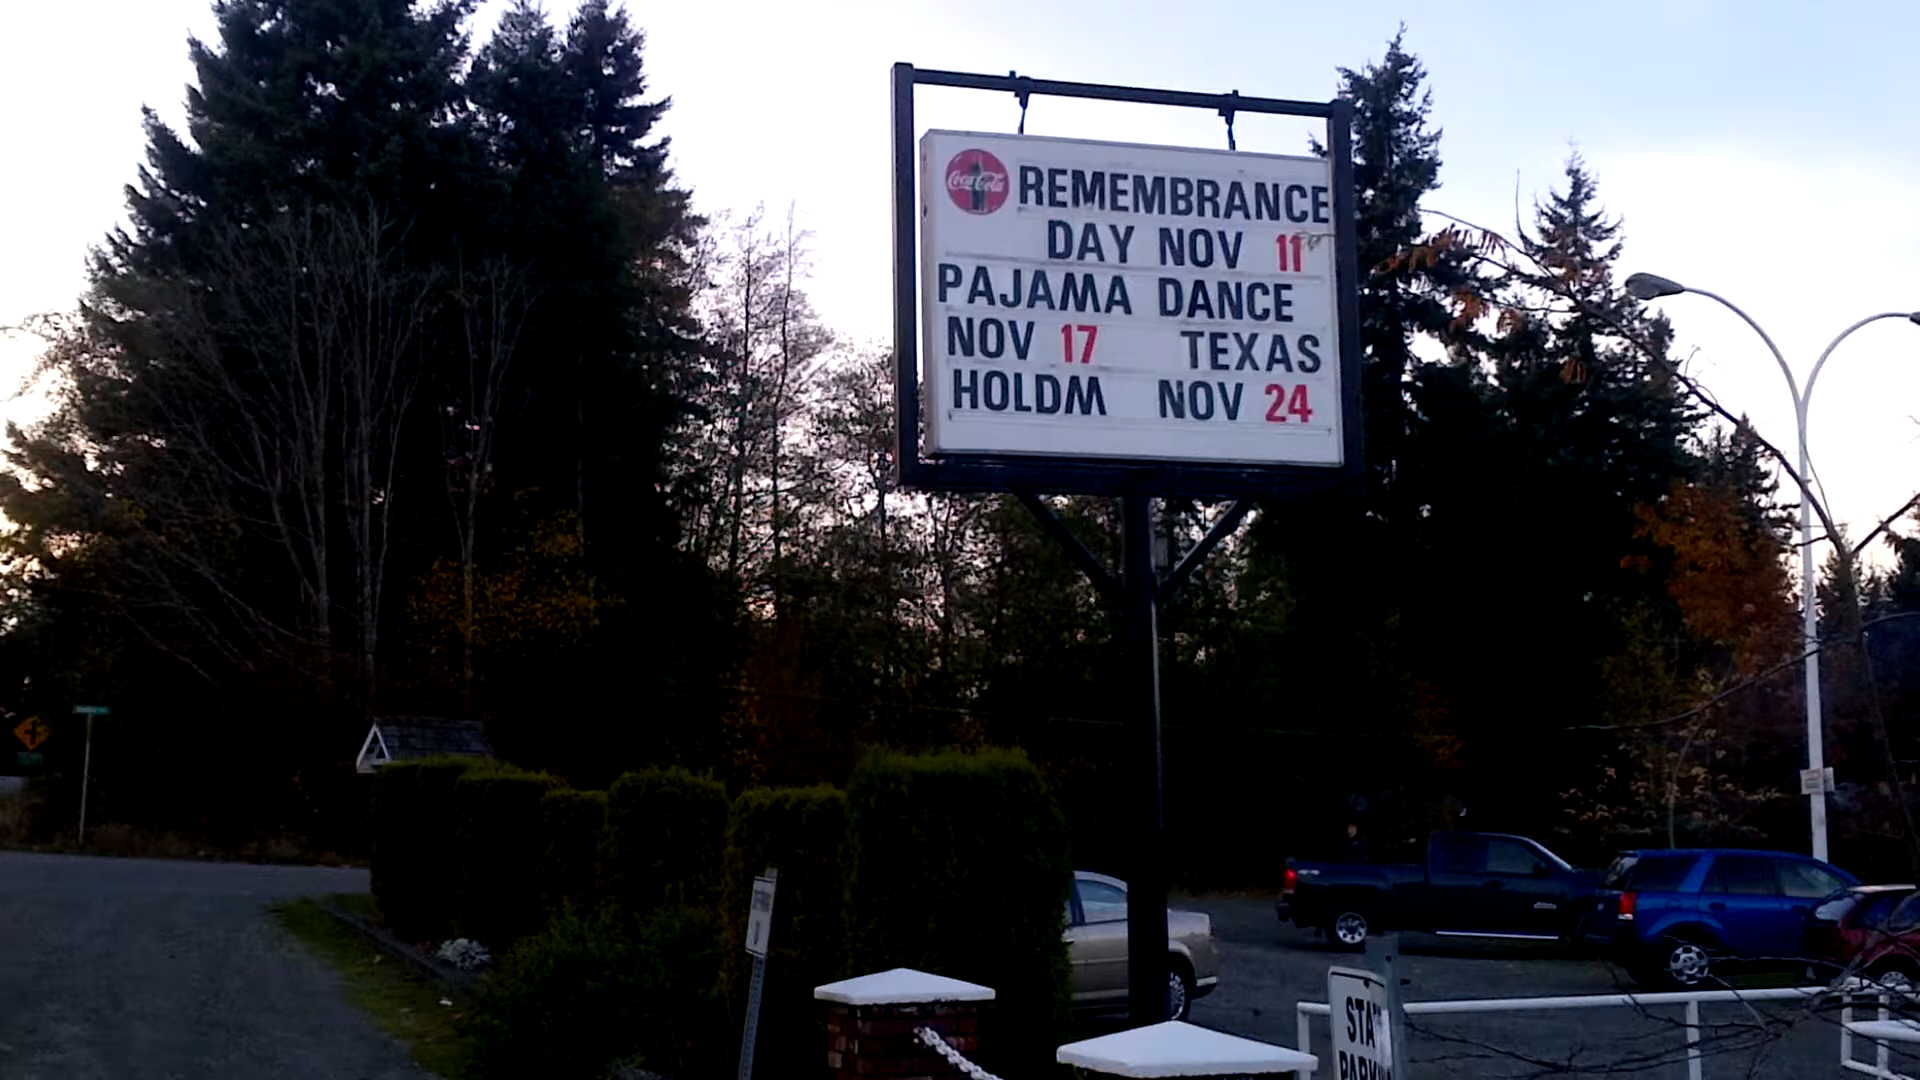 Coca-Cola
REMEMBRANCE
DAY NOV 11
PAJAMA DANCE
NOV 17 TEXAS
HOLDM NOV 24